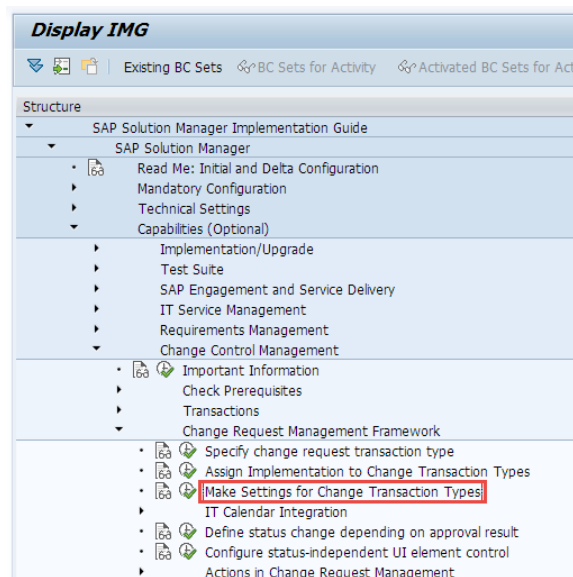 Display IMG
Existing BC Sets BC Sets for Activity Activated BC Sets for Act
Structure
SAP Solution Manager Implementation Guide
SAP Solution Manager
Read Me: Initial and Delta Configuration
Mandatory Configuration
Technical Settings
Capabilities (Optional)
Implementation/Upgrade
Test Suite
SAP Engagement and Service Delivery
IT Service Management
Requirements Management
Change Control Management
Important Information
Check Prerequisites
Transactions
Change Request Management Framework
Specify change request transaction type
Assign Implementation to Change Transaction Types
Make Settings for Change Transaction Types
IT Calendar Integration
Define status change depending on approval result
Configure status-independent UI element control
Actions in Change Request Management